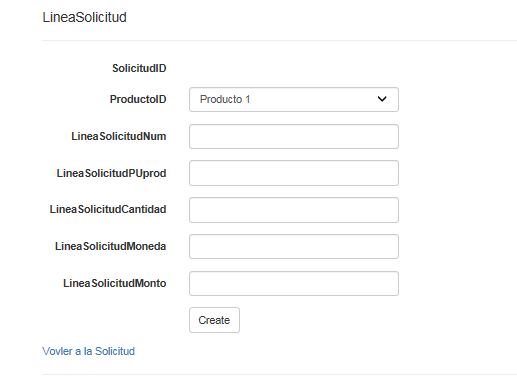 LineaSolicitud
SolicitudID
ProductoID Producto 1
LineaSolicitudNum
LineaSolicitudPUprod
LineaSolicitudCantidad
LineaSolicitudMoneda
LineaSolicitudMonto
Create
Vovler a la Solicitud